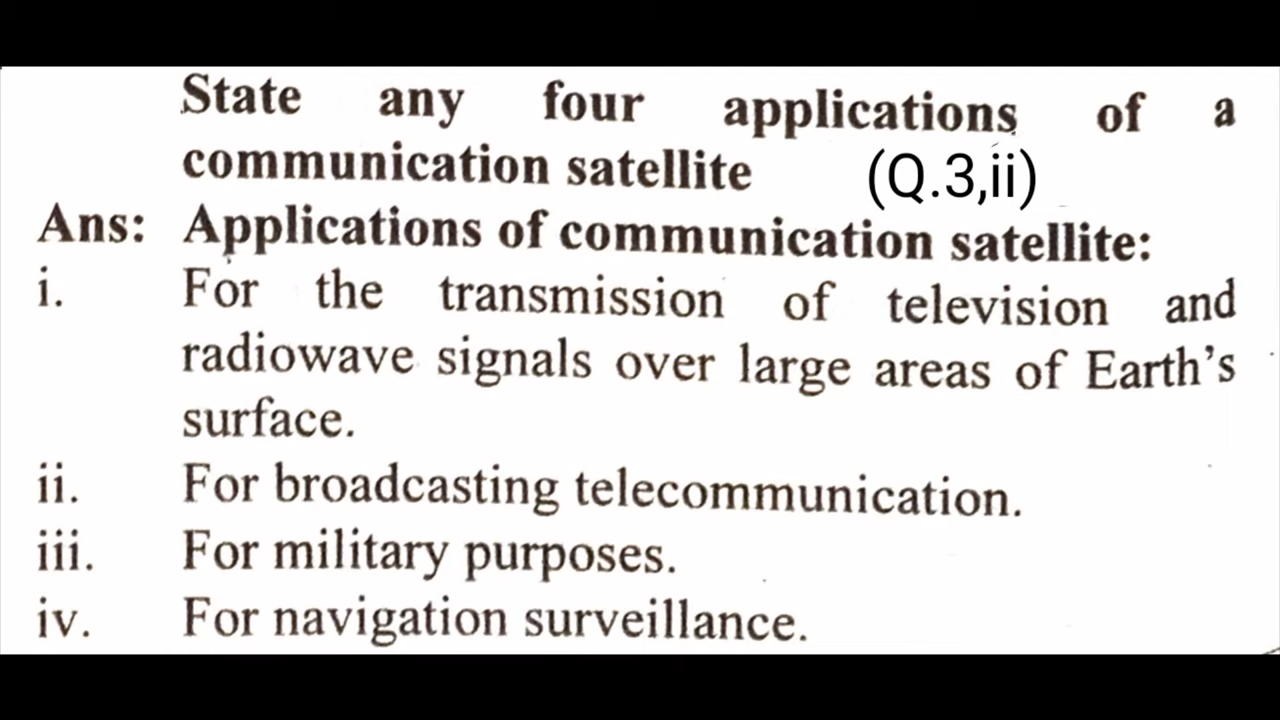 State any four applications of a
communication satellite (Q.3,ii)
Ans: Applications of communication satellite:
i. For the transmission of television and
radiowave signals over large areas of Earth's
surface.
ii. For broadcasting telecommunication.
iii. For military purposes.
iv. For navigation surveillance.